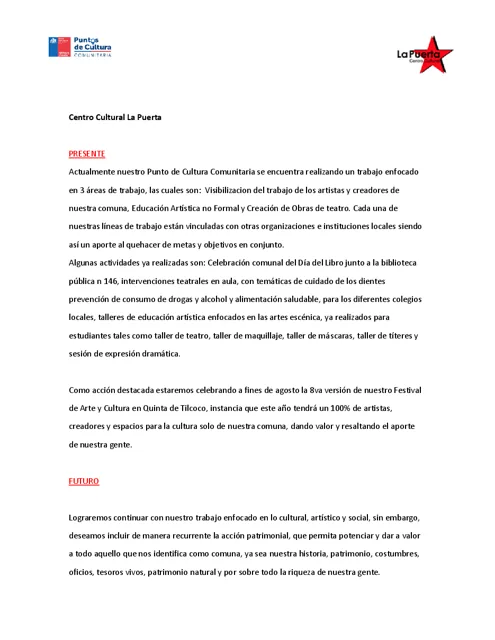 Puntos
de Cultura
COMUNITARIA
La Puerta
Centro Cultural
Centro Cultural La Puerta
PRESENTE
Actualmente nuestro Punto de Cultura Comunitaria se encuentra realizando un trabajo enfocado
en 3 áreas de trabajo, las cuales son: Visibilizacion del trabajo de los artistas y creadores de
nuestra comuna, Educación Artística no Formal y Creación de Obras de teatro. Cada una de
nuestras líneas de trabajo están vinculadas con otras organizaciones e instituciones locales siendo
así un aporte al quehacer de metas y objetivos en conjunto.
Algunas actividades ya realizadas son: Celebración comunal del Día del Libro junto a la biblioteca
pública n 146, intervenciones teatrales en aula, con temáticas de cuidado de los dientes
prevención de consumo de drogas y alcohol y alimentación saludable, para los diferentes colegios
locales, talleres de educación artística enfocados en las artes escénica, ya realizados para
estudiantes tales como taller de teatro, taller de maquillaje, taller de máscaras, taller de títeres y
sesión de expresión dramática.
Como acción destacada estaremos celebrando a fines de agosto la 8va versión de nuestro Festival
de Arte y Cultura en Quinta de Tilcoco, instancia que este año tendrá un 100% de artistas,
creadores y espacios para la cultura solo de nuestra comuna, dando valor y resaltando el aporte
de nuestra gente.
FUTURO
Lograremos continuar con nuestro trabajo enfocado en lo cultural, artístico y social, sin embargo,
deseamos incluir de manera recurrente la acción patrimonial, que permita potenciar y dar a valor
a todo aquello que nos identifica como comuna, ya sea nuestra historia, patrimonio, costumbres,
oficios, tesoros vivos, patrimonio natural y por sobre todo la riqueza de nuestra gente.